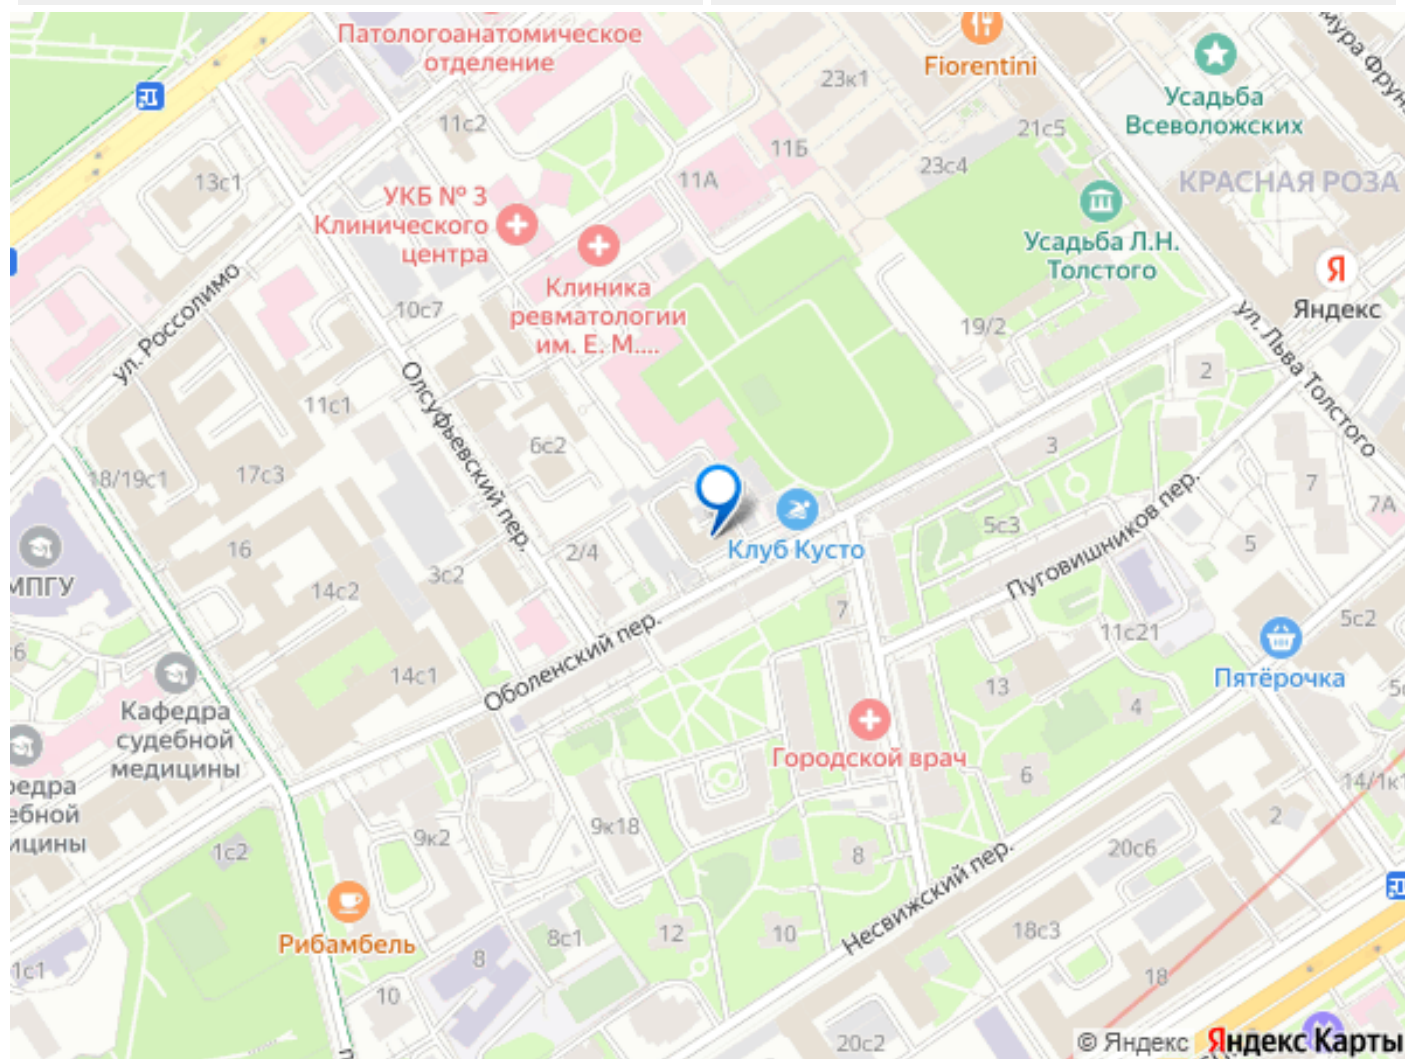 Патологоанатомическое
отделение
Fiorentini
23к1
Усадьба
Всеволожских
11с2
21с5
11Б
23с4
13с1
11А
КРАСНАЯ РОЗА
УКБ № 3
Клинического
центра
Усадьба Л.Н.
Толстого
Я
Клиника
ревматологии
им. Е. М....
10с7
Яндекс
ул. Россолимо
19/2
ул. Льва Толстого
2
Олсуфьевский пер.
11с1
6с2
3
18/19с1
17с3
7
7А
Пуговишников пер.
5с3
5
Клуб Кусто
16
2/4
МПГУ
3с2
14с2
7
11с21
5с2
6
Оболенский пер.
Пятёрочка
14с1
13
4
Кафедра
судебной
медицины
Городской врач
6
14/1к1
2
9к18
9к2
1с2
8
20с6
Несвижский пер.
Рибамбель
8с1
12
10
18с3
8
1с1
18
10
20с2
© Яндекс Яндекс Карты